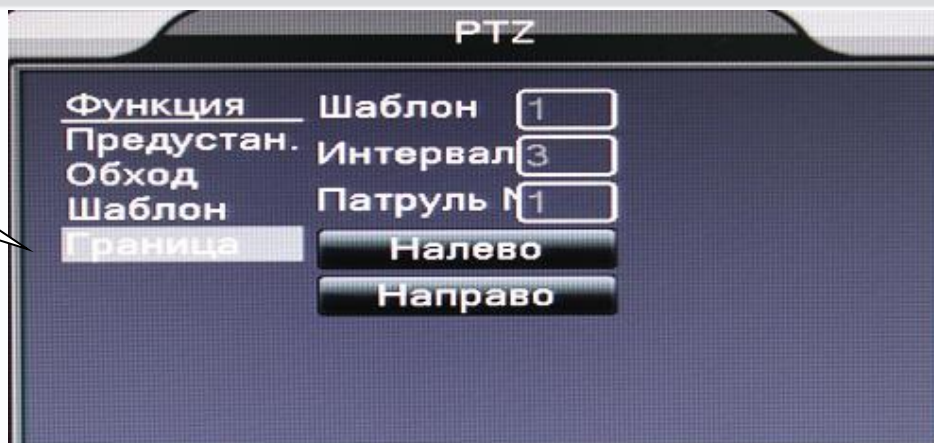 PTZ
Функция
Предустан.
Обход
Шаблон
Граница
Шаблон 1
Интервал 3
Патруль 1
Налево
Направо